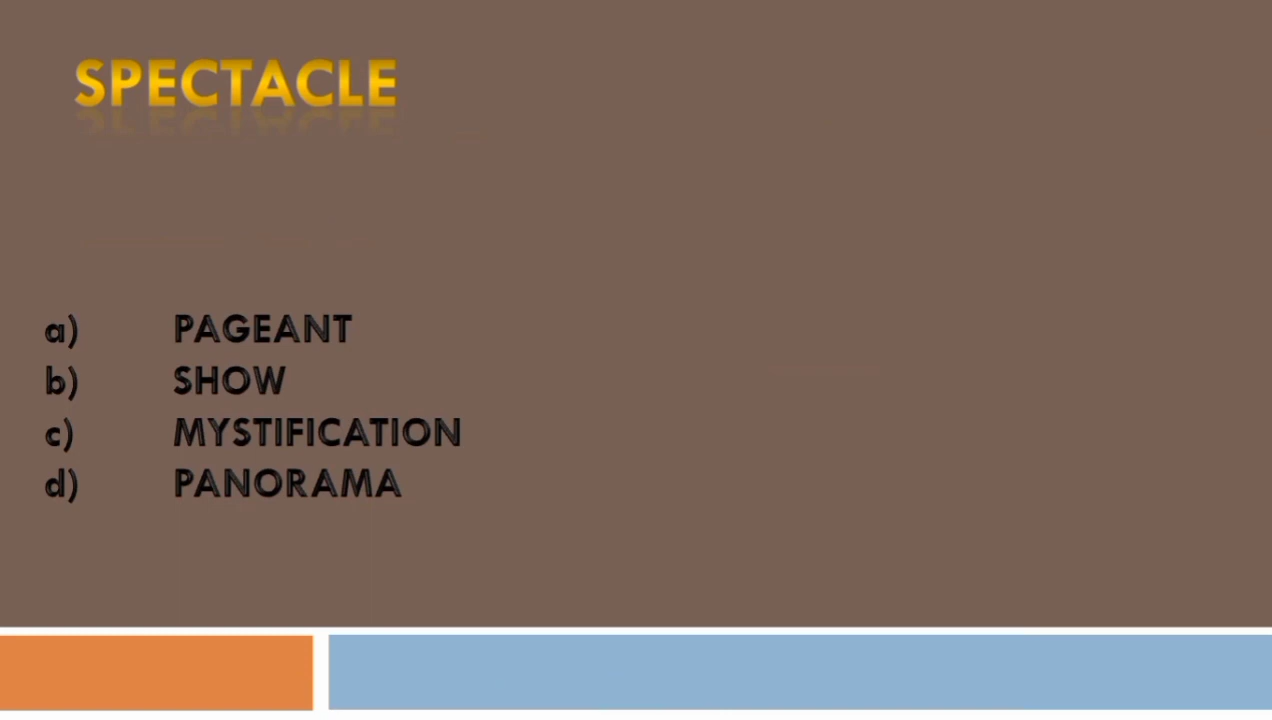 SPECTACLE
a) PAGEANT
b) SHOW
c) MYSTIFICATION
d) PANORAMA